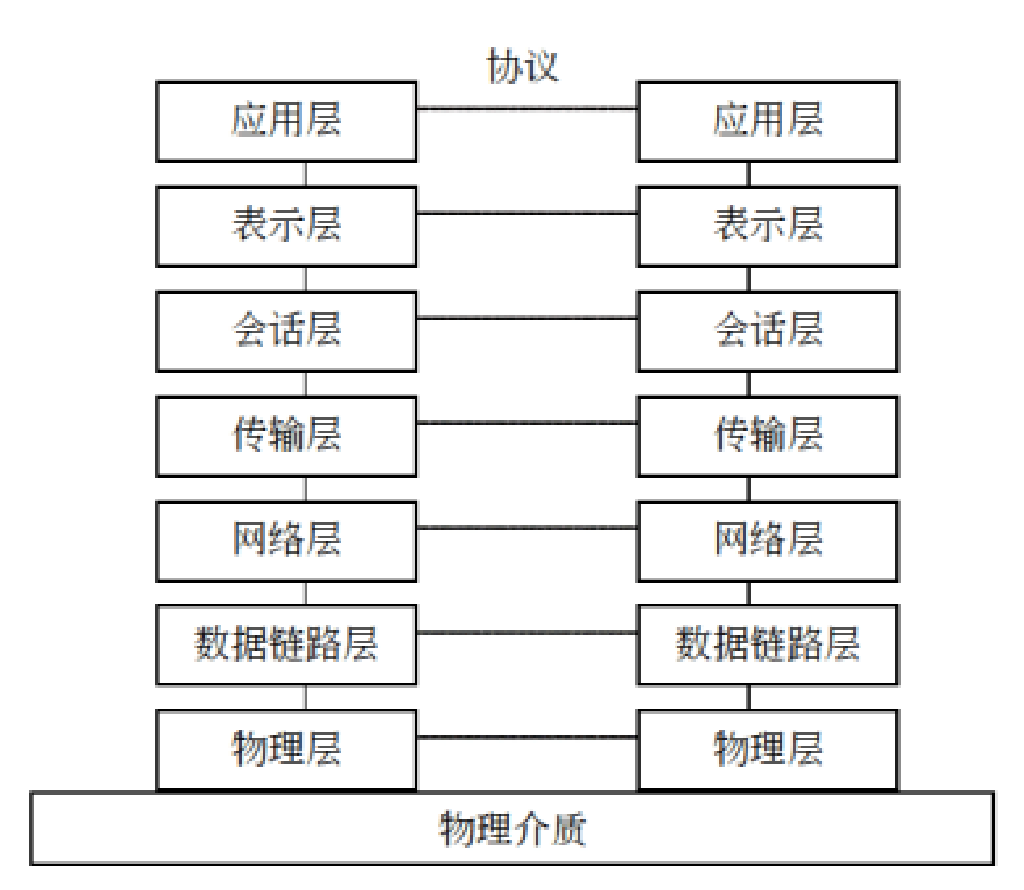 协议
应用层 应用层
表示层 表示层
会话层 会话层
传输层 传输层
网络层 网络层
数据链路层 数据链路层
物理层 物理层
物理介质